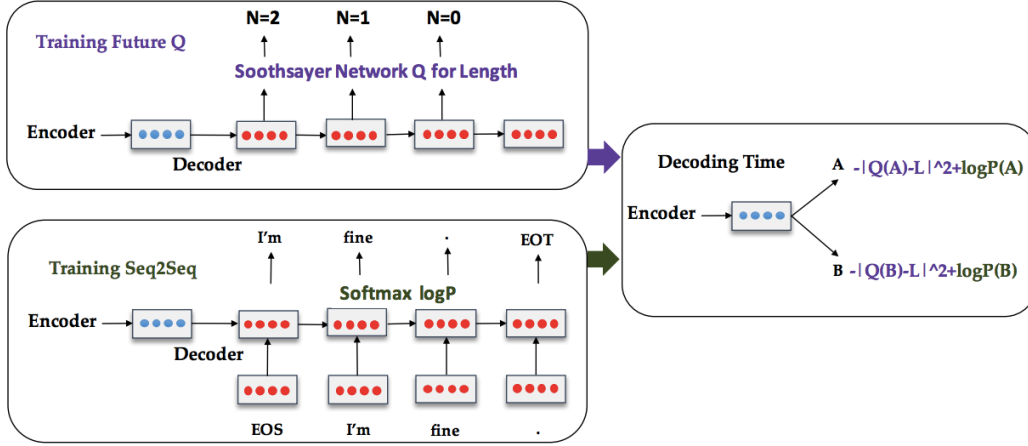 N=2 N=1 N=0
Training Future Q
Soothsayer Network Q for Length
Encoder
Decoder
I'm fine . EOT
Training Seq2Seq
Softmax logP
Encoder
Decoder
EOS I'm fine .
Decoding Time
A -|Q(A)-L|^2+logP(A)
Encoder
B -|Q(B)-L|^2+logP(B)